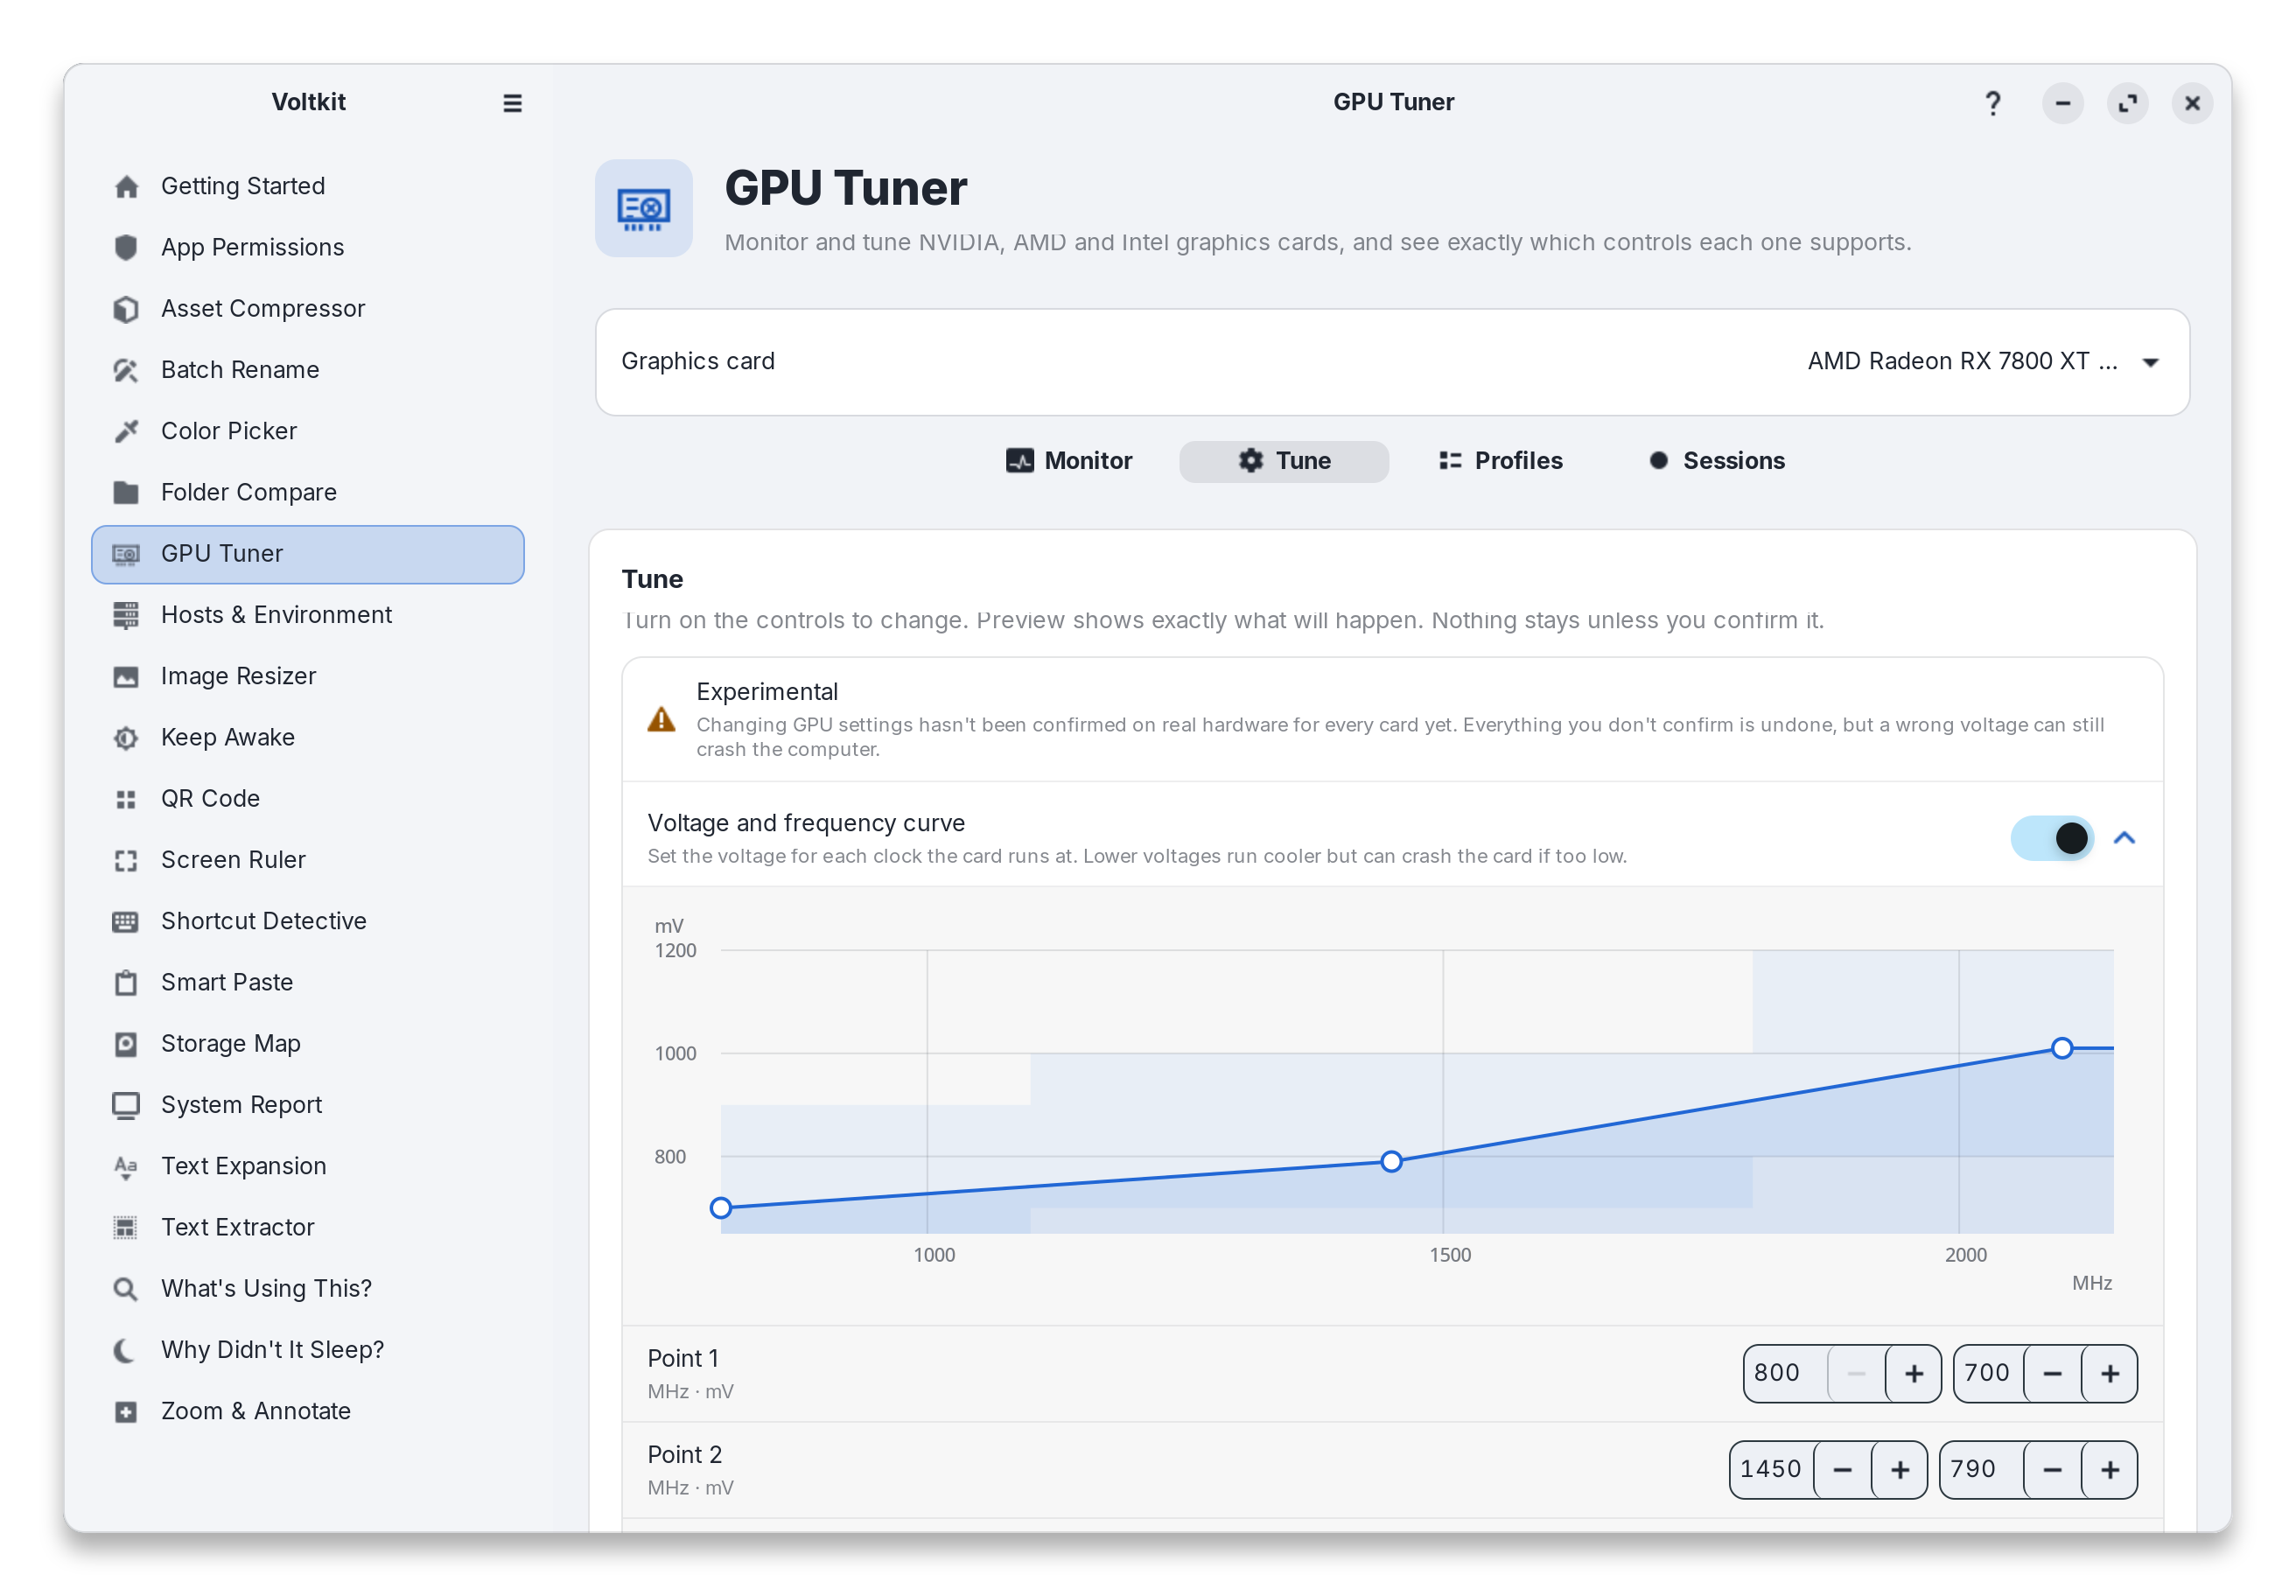 Voltkit
GPU Tuner
?
Getting Started
App Permissions
Asset Compressor
Batch Rename
Color Picker
Folder Compare
GPU Tuner
Hosts & Environment
Image Resizer
Keep Awake
QR Code
Screen Ruler
Shortcut Detective
Smart Paste
Storage Map
System Report
Text Expansion
Text Extractor
What's Using This?
Why Didn't It Sleep?
Zoom & Annotate
GPU Tuner
Monitor and tune NVIDIA, AMD and Intel graphics cards, and see exactly which controls each one supports.
Graphics card
AMD Radeon RX 7800 XT ...
Monitor
Tune
Profiles
Sessions
Tune
Turn on the controls to change. Preview shows exactly what will happen. Nothing stays unless you confirm it.
Experimental
Changing GPU settings hasn't been confirmed on real hardware for every card yet. Everything you don't confirm is undone, but a wrong voltage can still
crash the computer.
Voltage and frequency curve
Set the voltage for each clock the card runs at. Lower voltages run cooler but can crash the card if too low.
mV
1200
1000
800
1000 1500 2000
MHz
Point 1
MHz · mV
800 − + 700 − +
Point 2
MHz · mV
1450 − + 790 − +